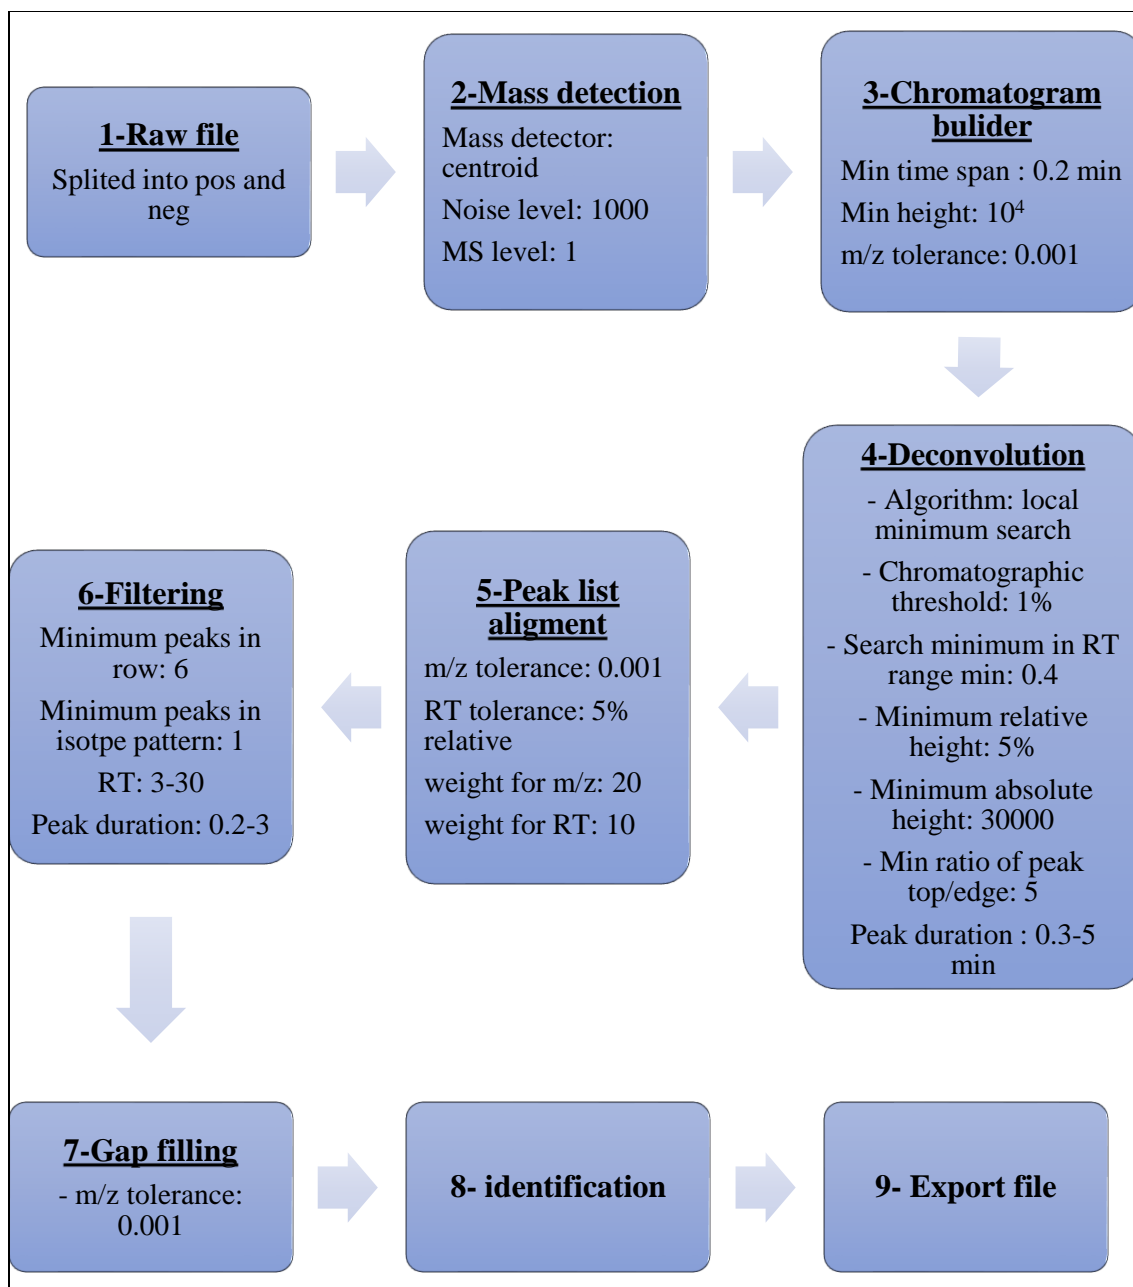 1-Raw file
Splited into pos and
neg
2-Mass detection
Mass detector:
centroid
Noise level: 1000
MS level: 1
3-Chromatogram
bulider
Min time span : 0.2 min
Min height: 10⁴
m/z tolerance: 0.001
4-Deconvolution
- Algorithm: local
minimum search
- Chromatographic
threshold: 1%
- Search minimum in RT
range min: 0.4
- Minimum relative
height: 5%
- Minimum absolute
height: 30000
- Min ratio of peak
top/edge: 5
Peak duration : 0.3-5
min
5-Peak list
aligment
m/z tolerance: 0.001
RT tolerance: 5%
relative
weight for m/z: 20
weight for RT: 10
6-Filtering
Minimum peaks in
row: 6
Minimum peaks in
isotpe pattern: 1
RT: 3-30
Peak duration: 0.2-3
7-Gap filling
- m/z tolerance:
0.001
8- identification
9- Export file